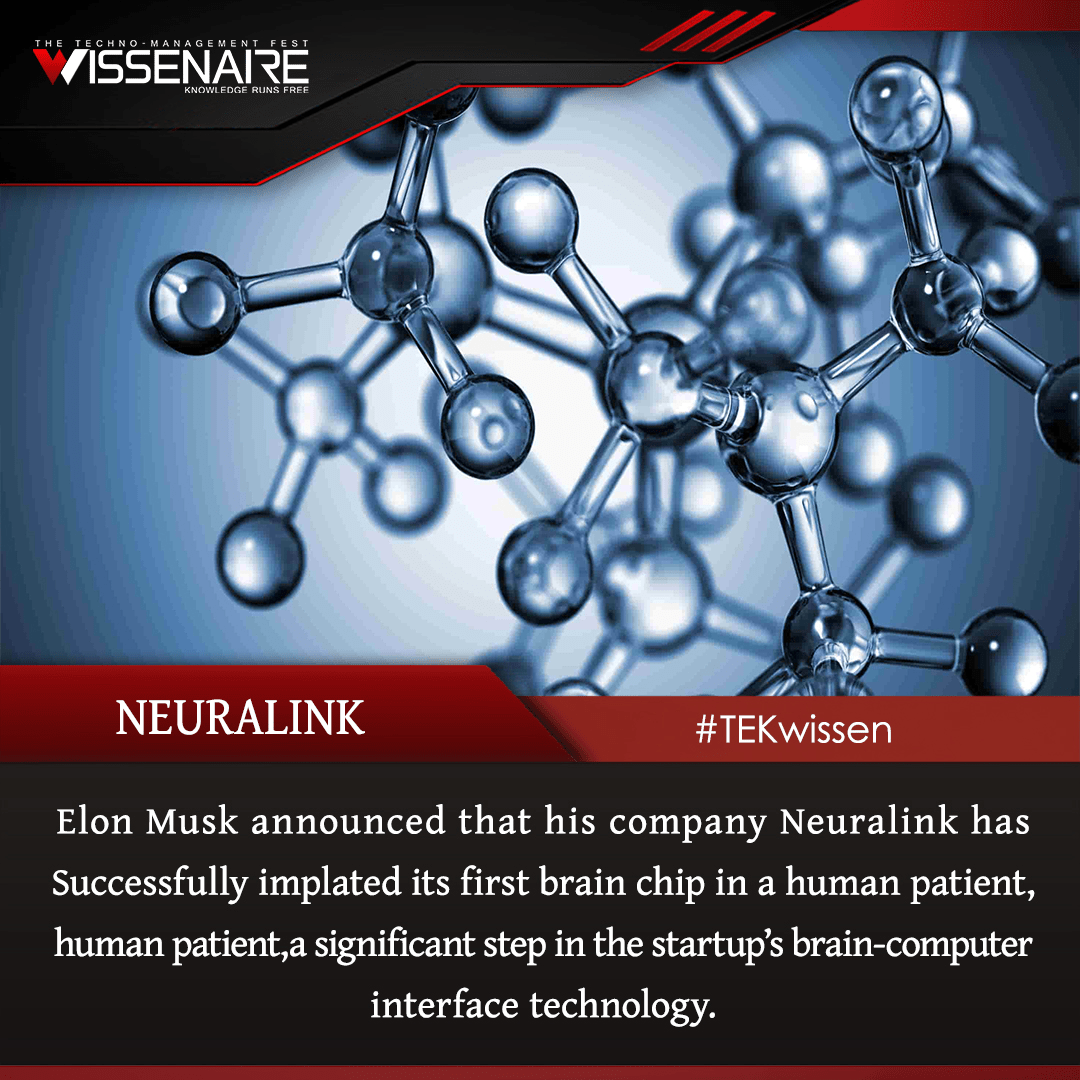 THE TECHNO-MANAGEMENT FEST
WISSENAIRE
KNOWLEDGE RUNS FREE
NEURALINK
#TEKwissen
Elon Musk announced that his company Neuralink has
Successfully implated its first brain chip in a human patient,
human patient,a significant step in the startup’s brain-computer
interface technology.